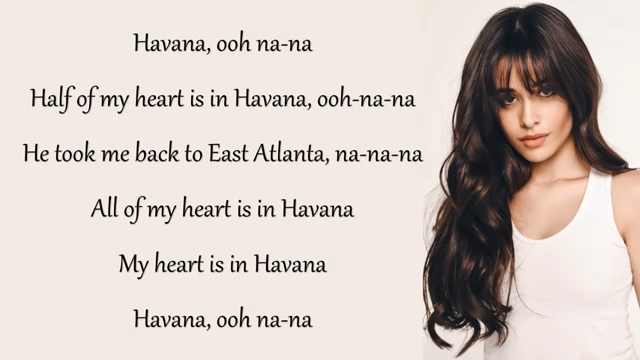 Havana, ooh na-na
Half of my heart is in Havana, ooh-na-na
He took me back to East Atlanta, na-na-na
All of my heart is in Havana
My heart is in Havana
Havana, ooh na-na